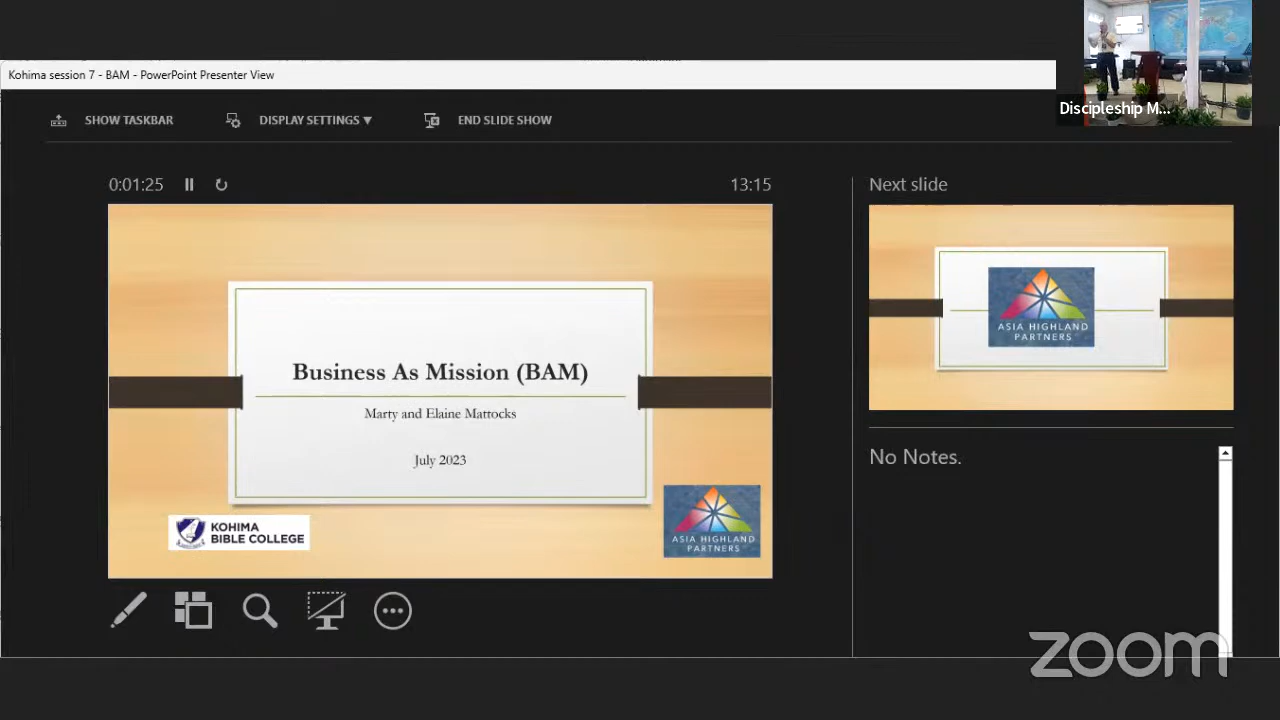 Kohima session 7 - BAM - PowerPoint Presenter View
Discipleship M...
SHOW TASKBAR
DISPLAY SETTINGS ▼
END SLIDE SHOW
0:01:25
13:15
Next slide
Business As Mission (BAM)
Marty and Elaine Mattocks
July 2023
KOHIMA
BIBLE COLLEGE
ASIA HIGHLAND
PARTNERS
ASIA HIGHLAND
PARTNERS
No Notes.
zoom